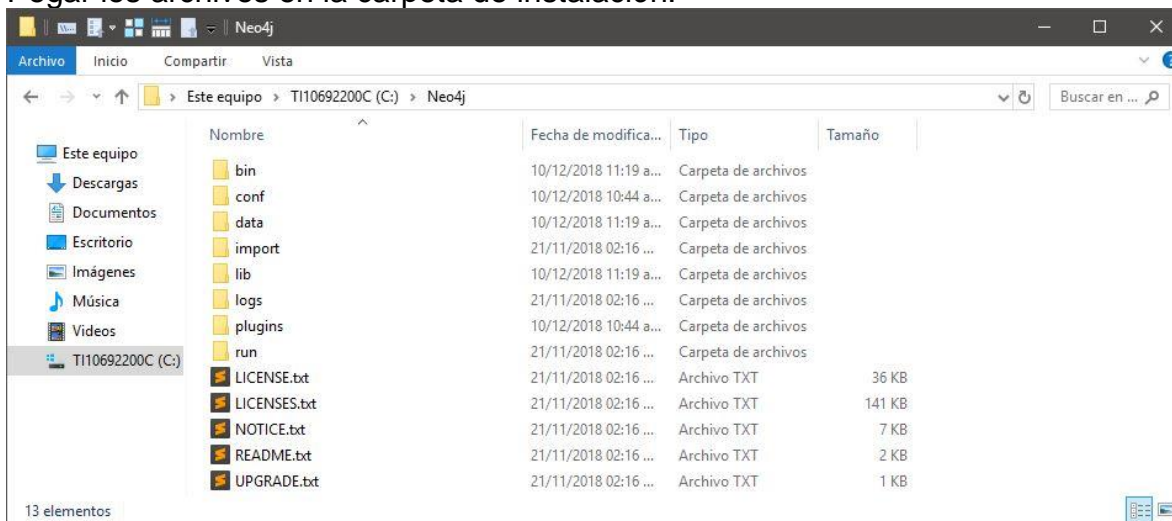 Pegar los archivos en la carpeta de instalación.
Neo4j
Archivo Inicio Compartir Vista
Este equipo > TI10692200C (C:) > Neo4j
Buscar en ...
Nombre Fecha de modifica... Tipo Tamaño
Este equipo
Descargas
Documentos
Escritorio
Imágenes
Música
Videos
TI10692200C (C:)
bin 10/12/2018 11:19 a... Carpeta de archivos
conf 10/12/2018 10:44 a... Carpeta de archivos
data 10/12/2018 11:19 a... Carpeta de archivos
import 21/11/2018 02:16 ... Carpeta de archivos
lib 10/12/2018 11:19 a... Carpeta de archivos
logs 21/11/2018 02:16 ... Carpeta de archivos
plugins 10/12/2018 10:44 a... Carpeta de archivos
run 21/11/2018 02:16 ... Carpeta de archivos
LICENSE.txt 21/11/2018 02:16 ... Archivo TXT 36 KB
LICENSES.txt 21/11/2018 02:16 ... Archivo TXT 141 KB
NOTICE.txt 21/11/2018 02:16 ... Archivo TXT 7 KB
README.txt 21/11/2018 02:16 ... Archivo TXT 2 KB
UPGRADE.txt 21/11/2018 02:16 ... Archivo TXT 1 KB
13 elementos